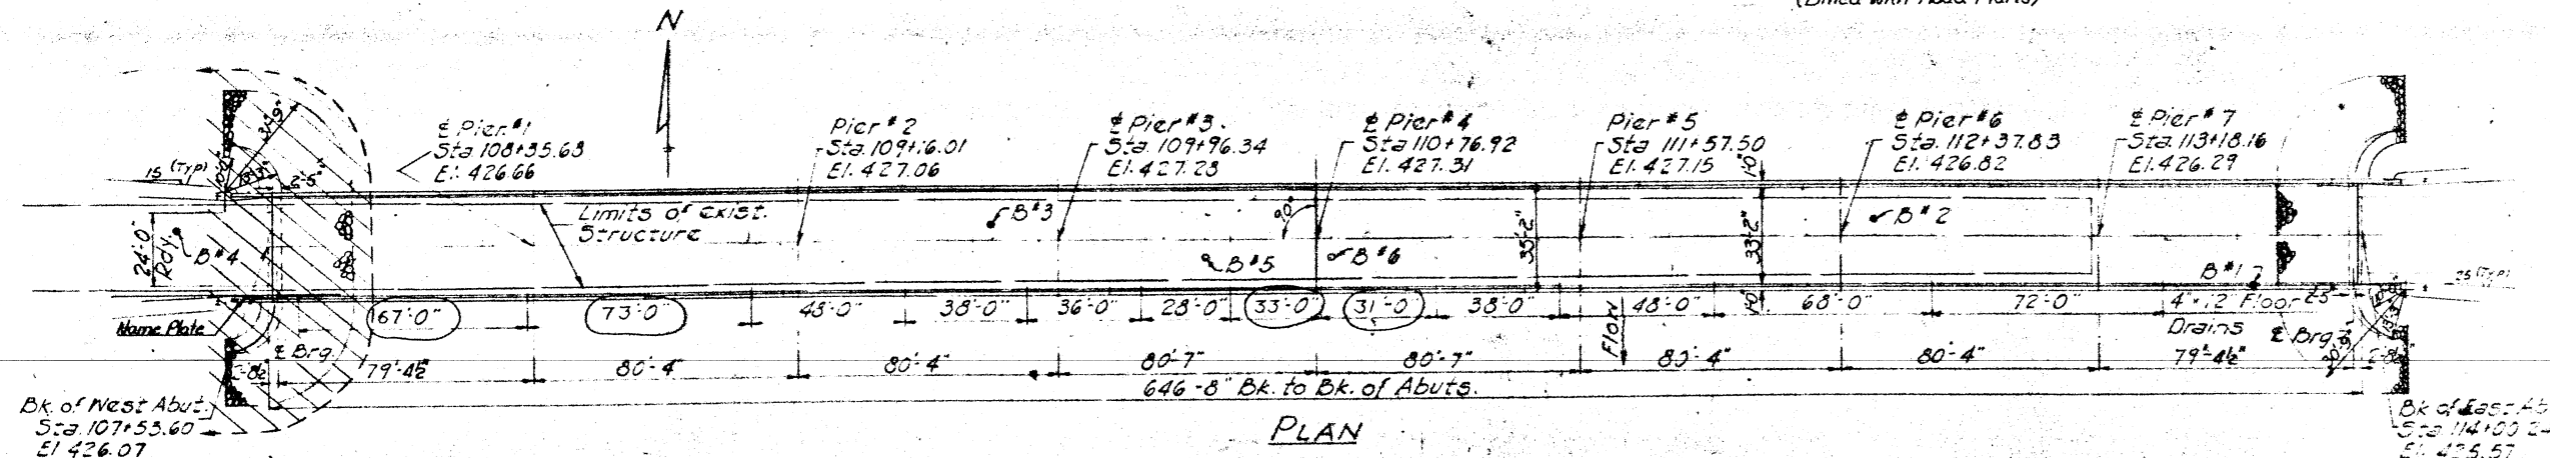 N
℄ Pier #1
Sta. 108+35.68
El. 426.66
Pier #2
Sta. 109+16.01
El. 427.06
℄ Pier #3
Sta. 109+96.34
El. 427.23
℄ Pier #4
Sta. 110+76.92
El. 427.31
Pier #5
Sta. 111+57.50
El. 427.15
℄ Pier #6
Sta. 112+37.83
El. 426.82
℄ Pier #7
Sta. 113+18.16
El. 426.29
15 (Typ)
2'-5"
Limits of exist.
Structure
24'-0"
Rdy.
B#4
B#3
90°
B#5
B#6
35'-2"
33'-2"
B#2
B#1
25 (Typ)
Name Plate
67'-0"
73'-0"
48'-0"
38'-0"
36'-0"
28'-0"
33'-0"
31'-0"
38'-0"
48'-0"
68'-0"
72'-0"
4"x12" Floor
Drains
Flow
℄ Brg.
℄ Brg.
79'-4½"
80'-4"
80'-4"
80'-7"
80'-7"
80'-4"
80'-4"
79'-4½"
646'-8" Bk. to Bk. of Abuts.
Bk. of West Abut.
Sta. 107+53.60
El. 426.07
Bk. of East
El. 425.57
PLAN